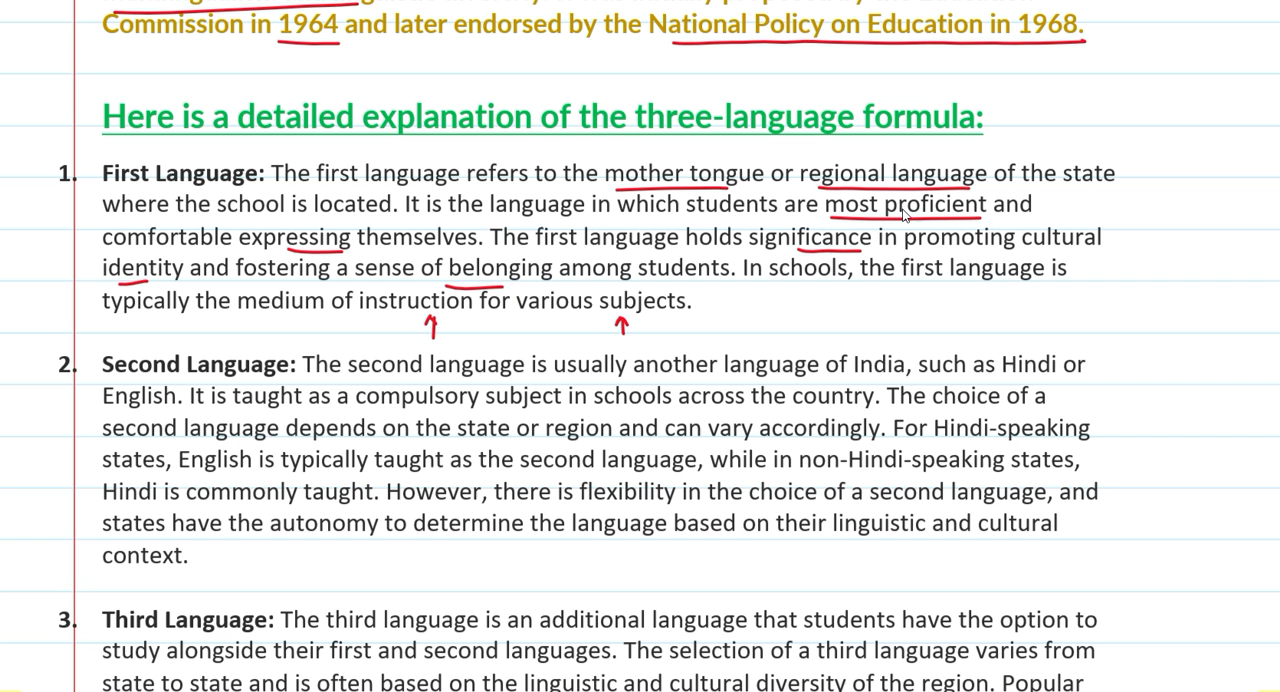 Commission in 1964 and later endorsed by the National Policy on Education in 1968.
Here is a detailed explanation of the three-language formula:
1. First Language: The first language refers to the mother tongue or regional language of the state
where the school is located. It is the language in which students are most proficient and
comfortable expressing themselves. The first language holds significance in promoting cultural
identity and fostering a sense of belonging among students. In schools, the first language is
typically the medium of instruction for various subjects.
2. Second Language: The second language is usually another language of India, such as Hindi or
English. It is taught as a compulsory subject in schools across the country. The choice of a
second language depends on the state or region and can vary accordingly. For Hindi-speaking
states, English is typically taught as the second language, while in non-Hindi-speaking states,
Hindi is commonly taught. However, there is flexibility in the choice of a second language, and
states have the autonomy to determine the language based on their linguistic and cultural
context.
3. Third Language: The third language is an additional language that students have the option to
study alongside their first and second languages. The selection of a third language varies from
state to state and is often based on the linguistic and cultural diversity of the region. Popular